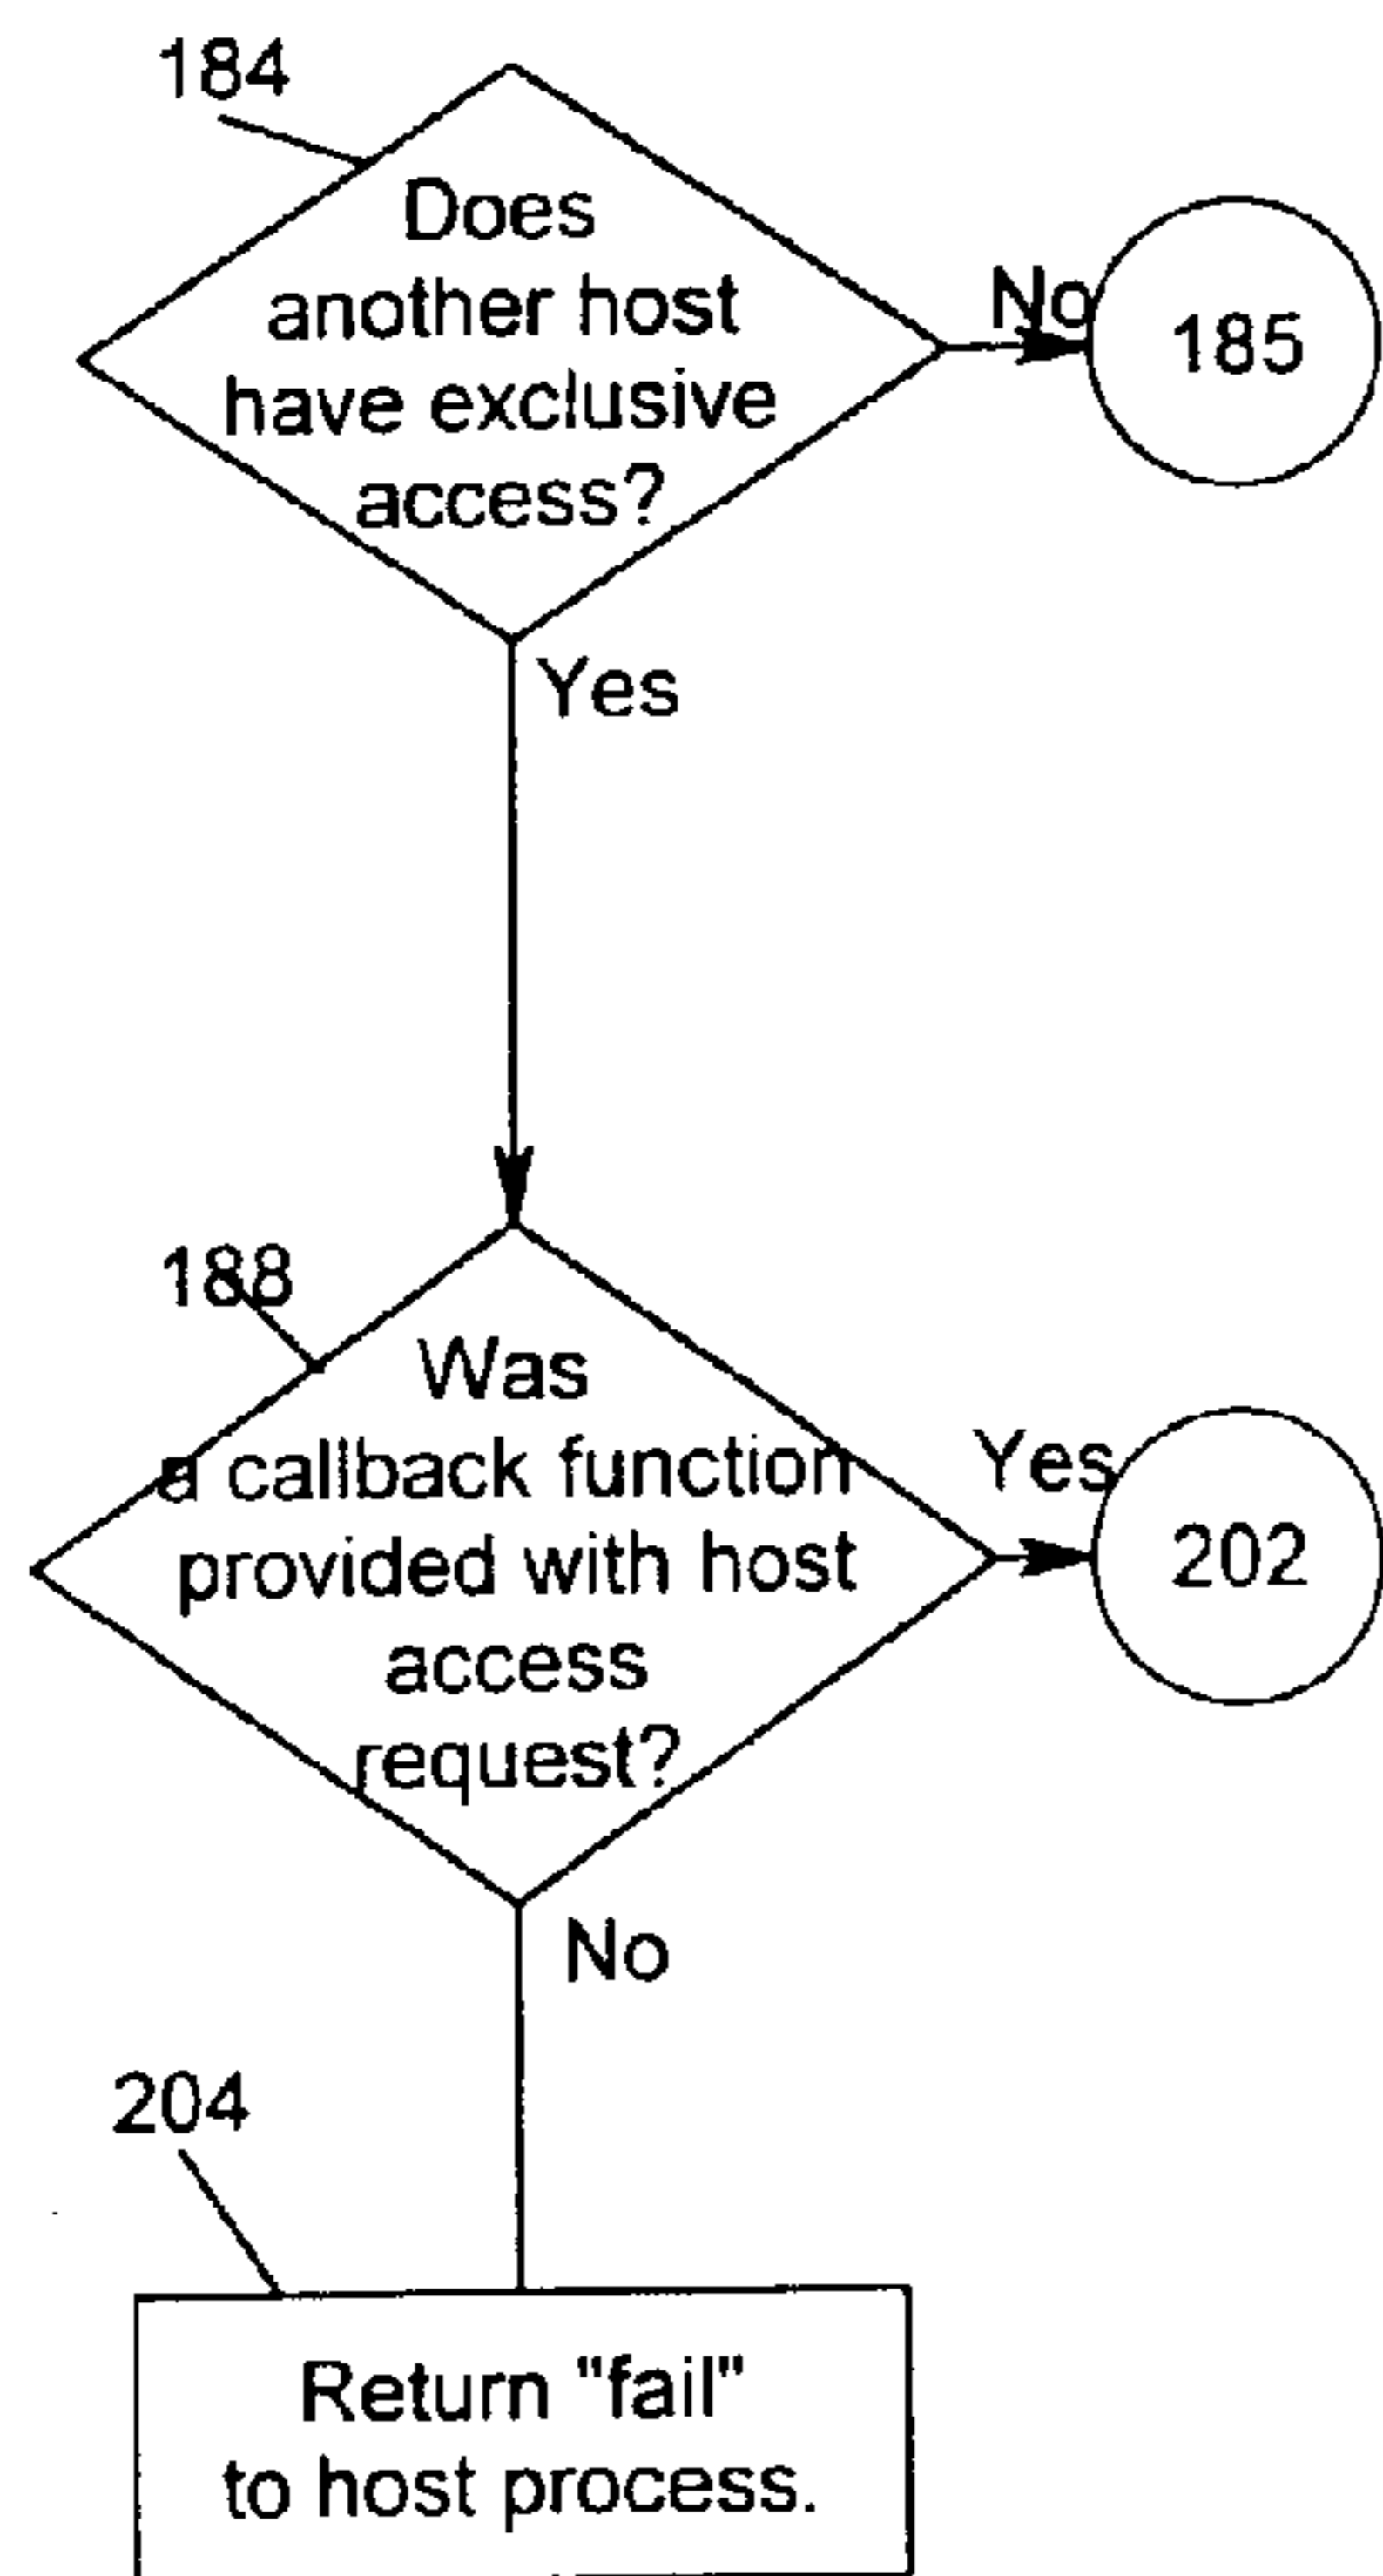 184
Does
another host
have exclusive
access?
No
185
Yes
188
Was
a callback function
provided with host
access
request?
Yes
202
No
204
Return "fail"
to host process.